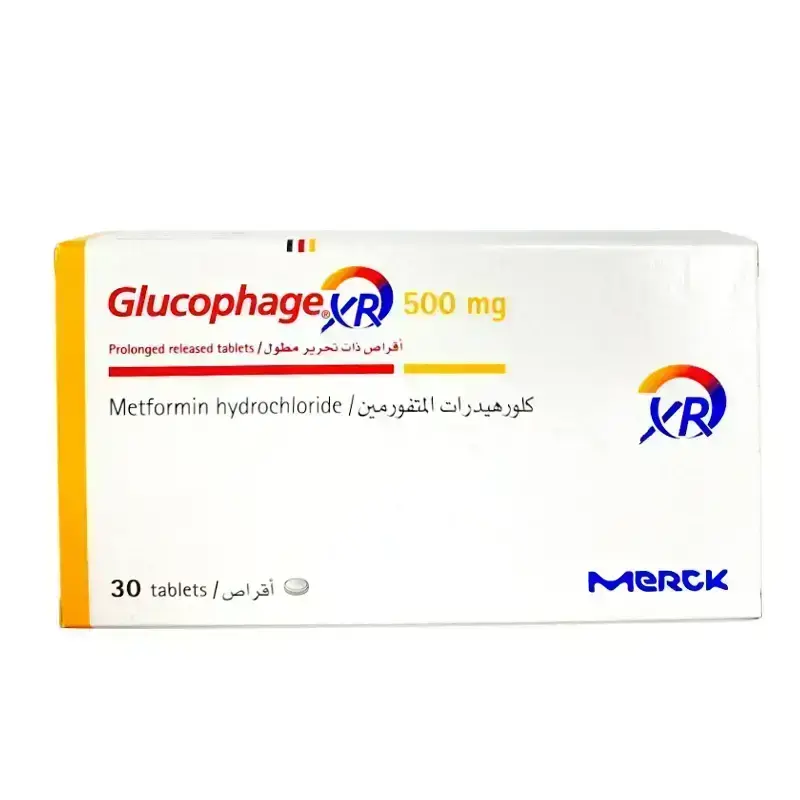 Glucophage® XR 500 mg
Prolonged released tablets / أقراص ذات تحرير مطول
Metformin hydrochloride / كلورهيدرات المتفورمين
XR
30 tablets / أقراص
MERCK